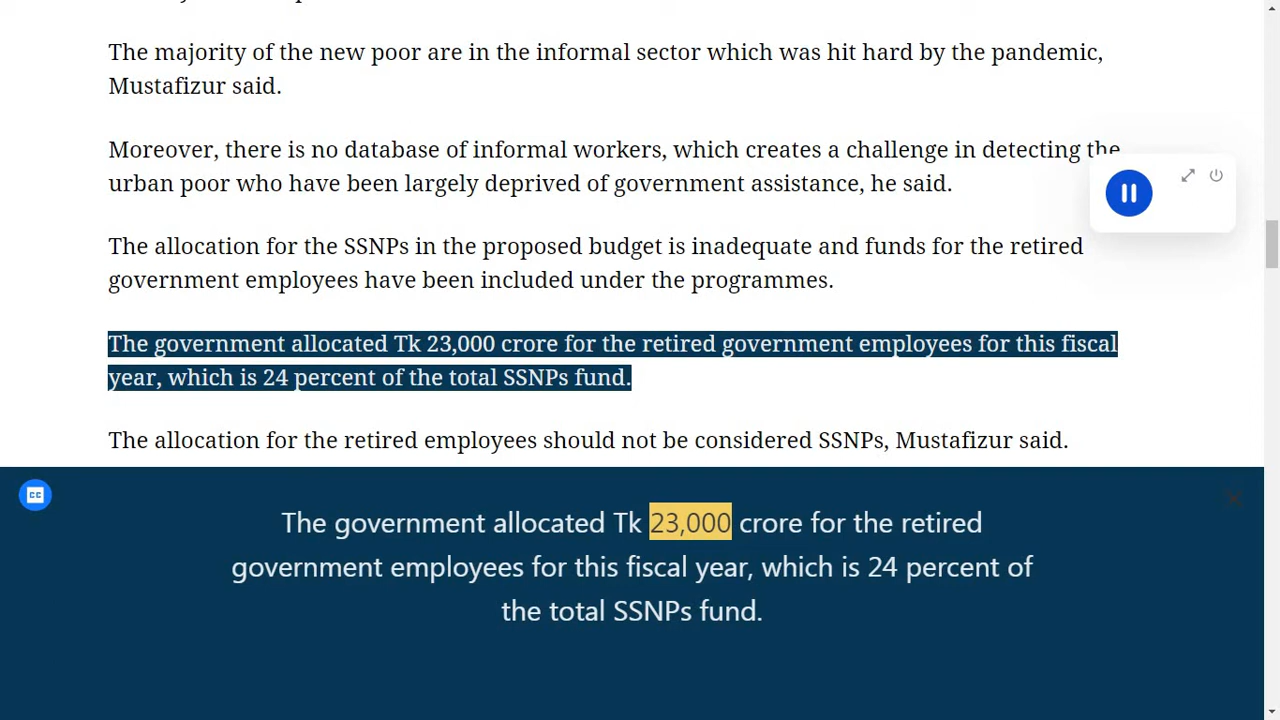 The majority of the new poor are in the informal sector which was hit hard by the pandemic,
Mustafizur said.
Moreover, there is no database of informal workers, which creates a challenge in detecting the
urban poor who have been largely deprived of government assistance, he said.
The allocation for the SSNPs in the proposed budget is inadequate and funds for the retired
government employees have been included under the programmes.
The government allocated Tk 23,000 crore for the retired government employees for this fiscal
year, which is 24 percent of the total SSNPs fund.
The allocation for the retired employees should not be considered SSNPs, Mustafizur said.
CC
The government allocated Tk 23,000 crore for the retired
government employees for this fiscal year, which is 24 percent of
the total SSNPs fund.